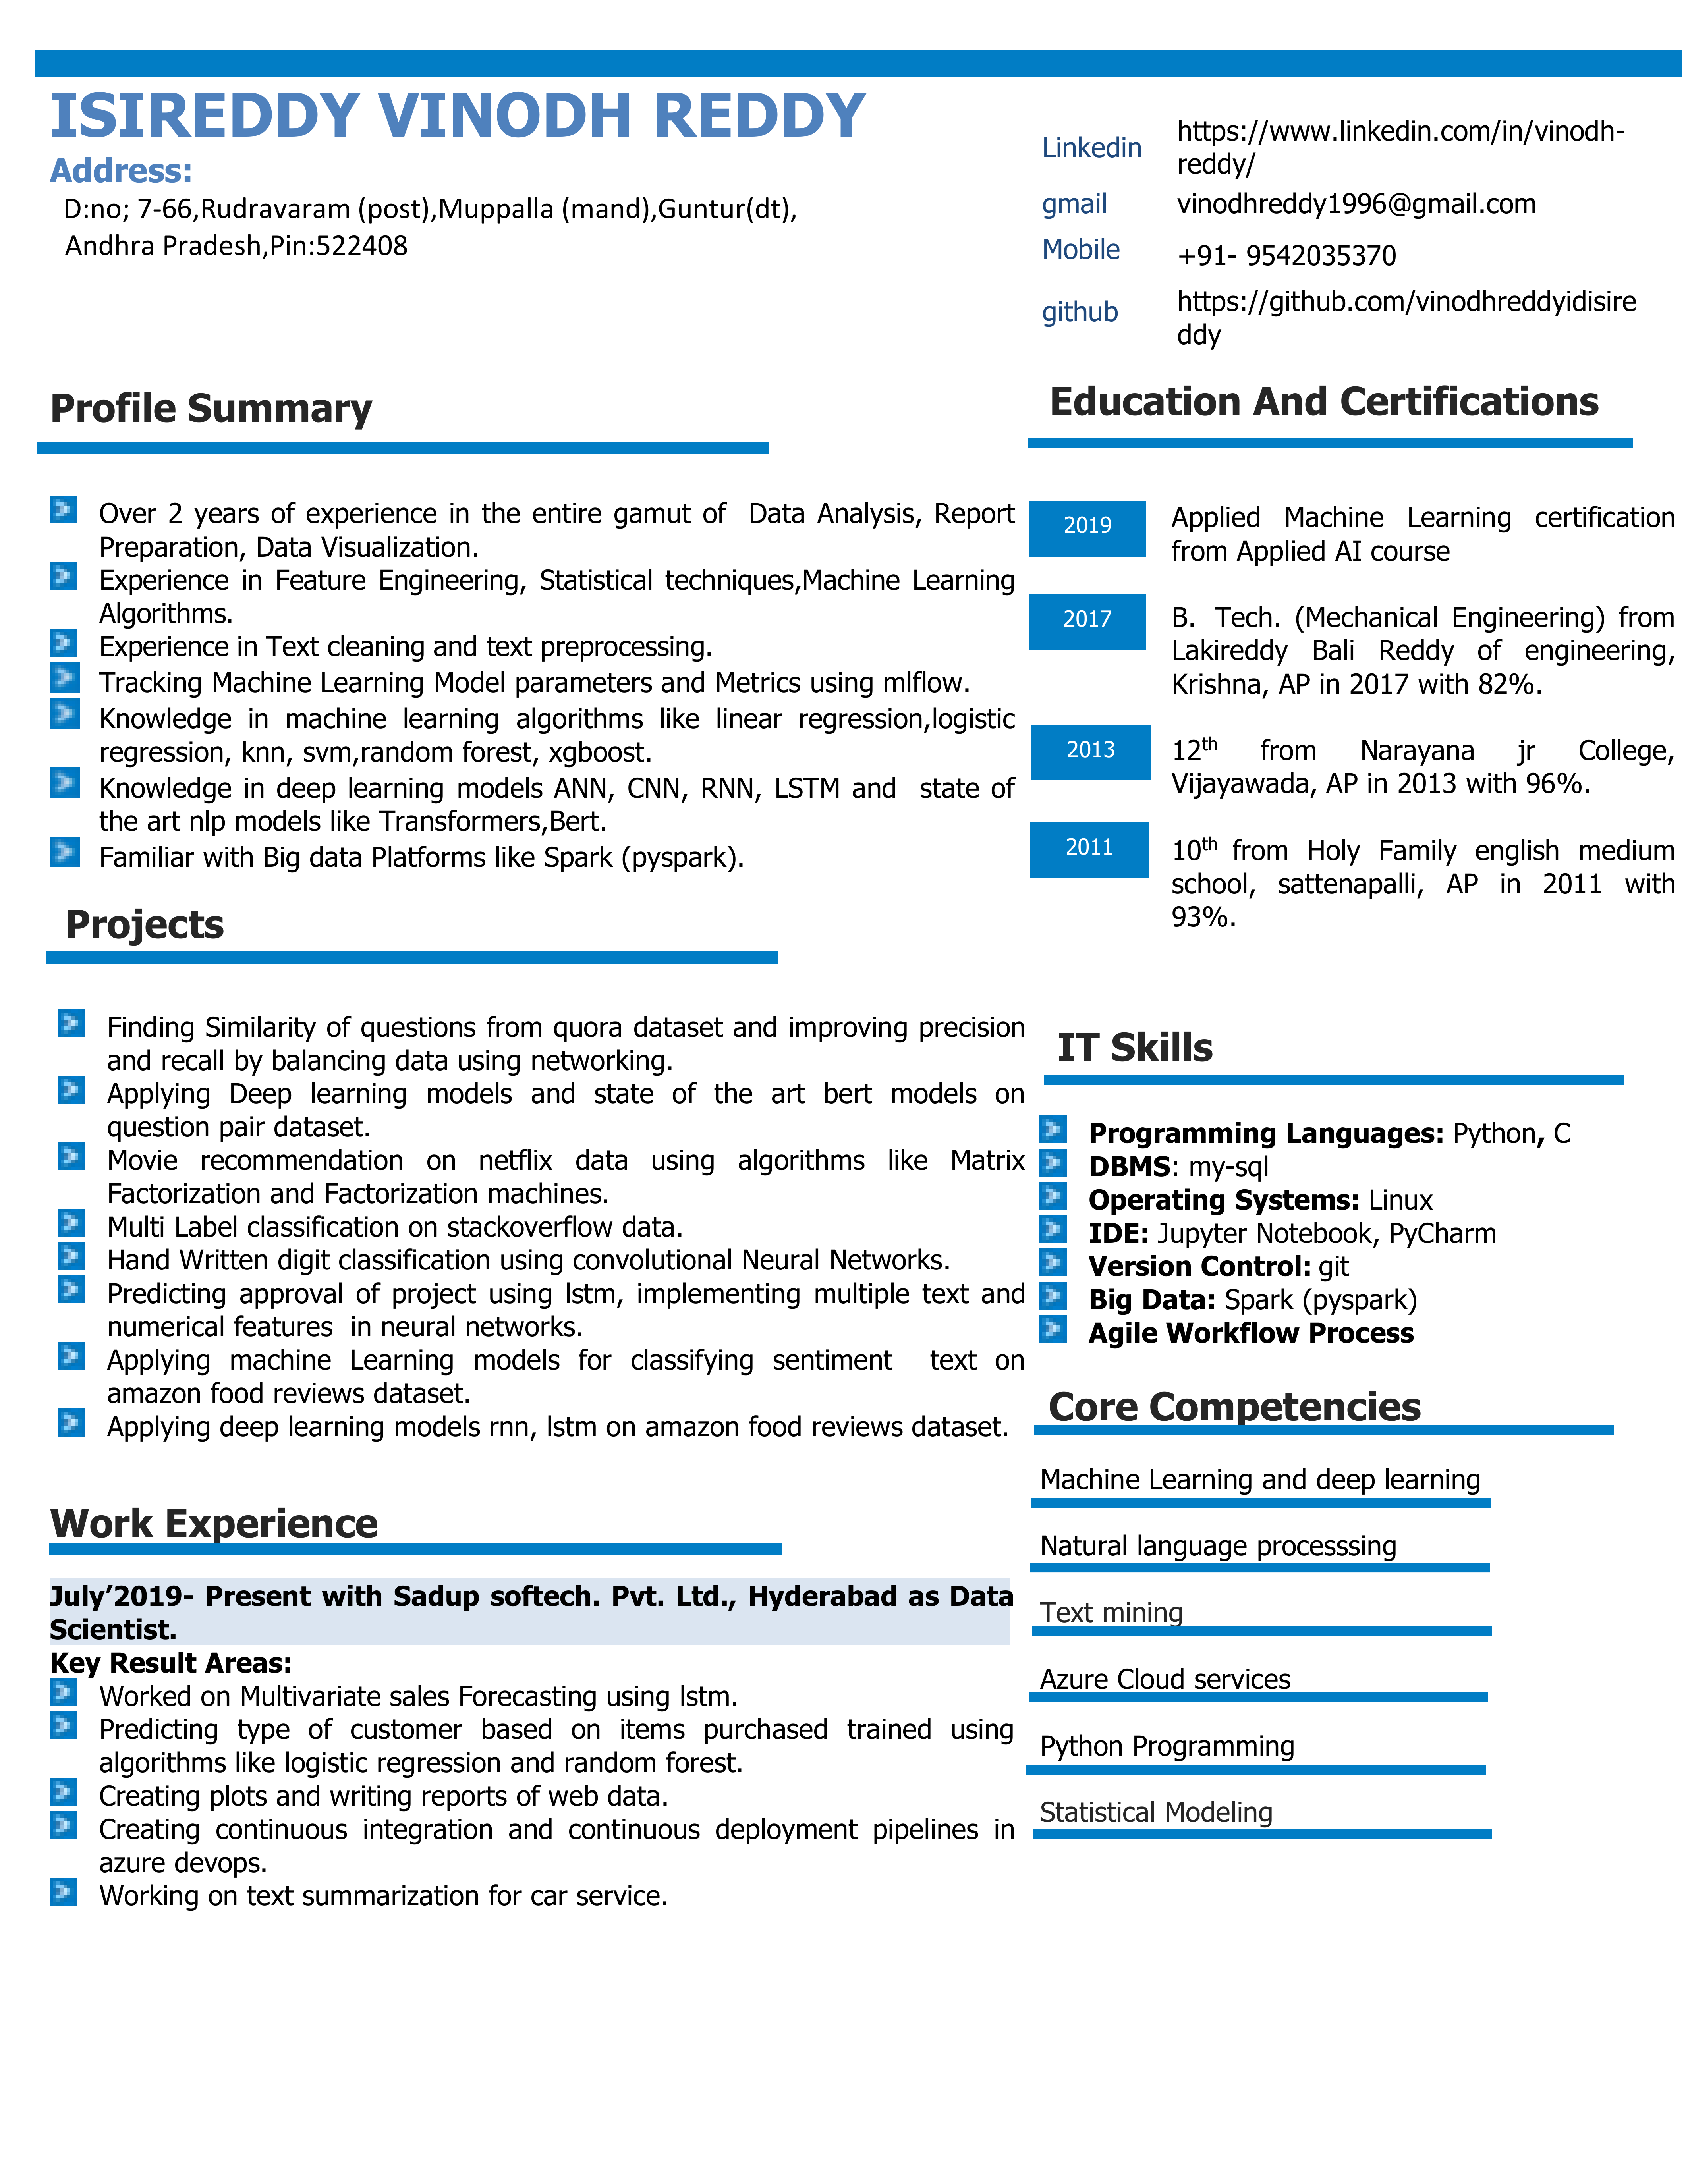 ISIREDDY VINODH REDDY
Address:
D:no; 7-66,Rudravaram (post),Muppalla (mand),Guntur(dt),
Andhra Pradesh,Pin:522408
Linkedin
https://www.linkedin.com/in/vinodh-
reddy/
gmail
vinodhreddy1996@gmail.com
Mobile
+91- 9542035370
github
https://github.com/vinodhreddyidisire
ddy
Profile Summary
Over 2 years of experience in the entire gamut of Data Analysis, Report
Preparation, Data Visualization.
Experience in Feature Engineering, Statistical techniques,Machine Learning
Algorithms.
Experience in Text cleaning and text preprocessing.
Tracking Machine Learning Model parameters and Metrics using mlflow.
Knowledge in machine learning algorithms like linear regression,logistic
regression, knn, svm,random forest, xgboost.
Knowledge in deep learning models ANN, CNN, RNN, LSTM and state of
the art nlp models like Transformers,Bert.
Familiar with Big data Platforms like Spark (pyspark).
Projects
Finding Similarity of questions from quora dataset and improving precision
and recall by balancing data using networking.
Applying Deep learning models and state of the art bert models on
question pair dataset.
Movie recommendation on netflix data using algorithms like Matrix
Factorization and Factorization machines.
Multi Label classification on stackoverflow data.
Hand Written digit classification using convolutional Neural Networks.
Predicting approval of project using lstm, implementing multiple text and
numerical features in neural networks.
Applying machine Learning models for classifying sentiment text on
amazon food reviews dataset.
Applying deep learning models rnn, lstm on amazon food reviews dataset.
Work Experience
July’2019- Present with Sadup softech. Pvt. Ltd., Hyderabad as Data
Scientist.
Key Result Areas:
Worked on Multivariate sales Forecasting using lstm.
Predicting type of customer based on items purchased trained using
algorithms like logistic regression and random forest.
Creating plots and writing reports of web data.
Creating continuous integration and continuous deployment pipelines in
azure devops.
Working on text summarization for car service.
Education And Certifications
2019
Applied Machine Learning certification
from Applied AI course
2017
B. Tech. (Mechanical Engineering) from
Lakireddy Bali Reddy of engineering,
Krishna, AP in 2017 with 82%.
2013
12th from Narayana jr College,
Vijayawada, AP in 2013 with 96%.
2011
10th from Holy Family english medium
school, sattenapalli, AP in 2011 with
93%.
IT Skills
Programming Languages: Python, C
DBMS: my-sql
Operating Systems: Linux
IDE: Jupyter Notebook, PyCharm
Version Control: git
Big Data: Spark (pyspark)
Agile Workflow Process
Core Competencies
Machine Learning and deep learning
Natural language processsing
Text mining
Azure Cloud services
Python Programming
Statistical Modeling